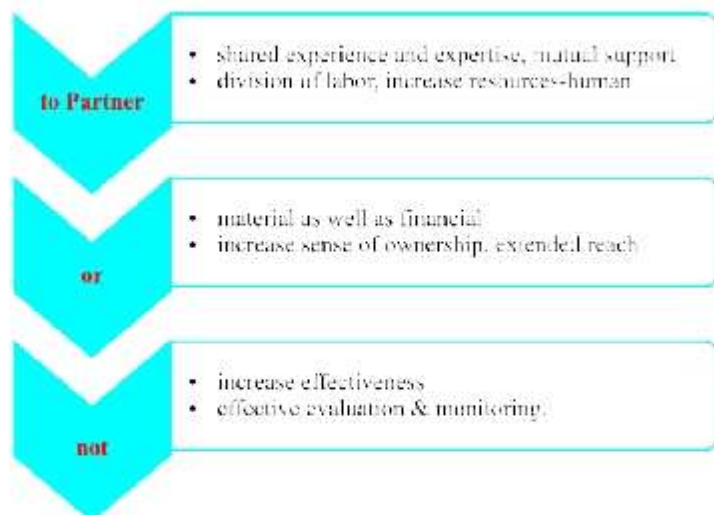 to Partner
• shared experience and expertise, mutual support
• division of labor, increase resources--human
or
• material as well as financial
• increase sense of ownership, extended reach
not
• increase effectiveness
• effective evaluation & monitoring.